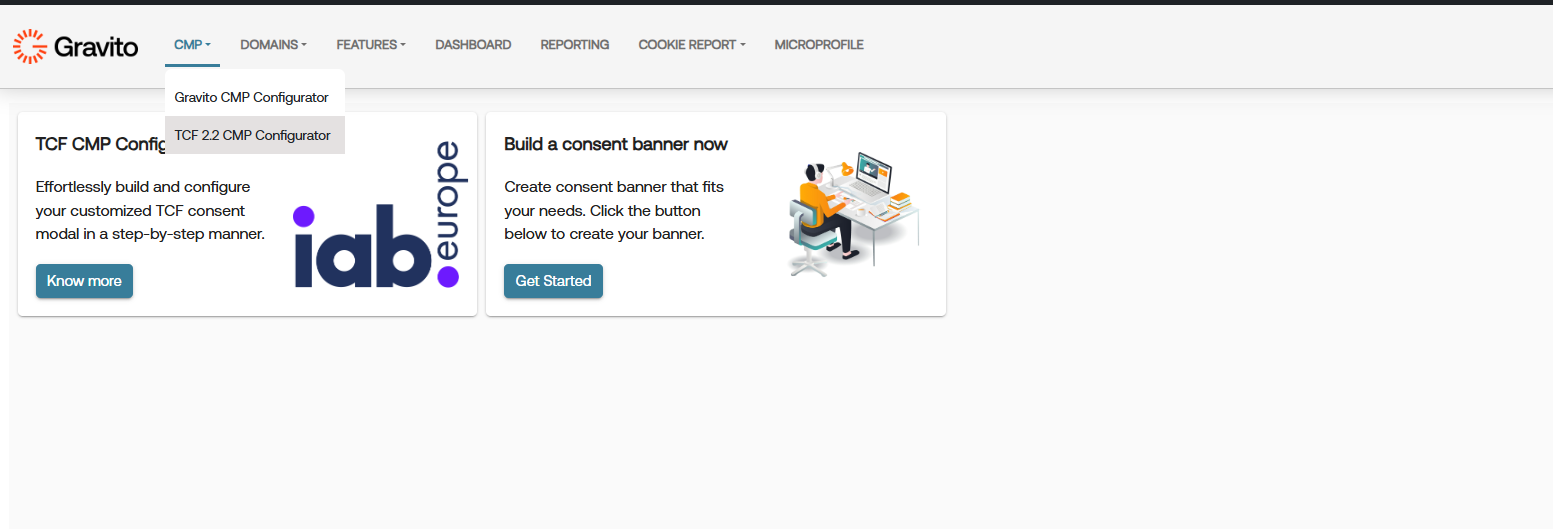 Gravito
CMP
DOMAINS
FEATURES
DASHBOARD
REPORTING
COOKIE REPORT
MICROPROFILE
Gravito CMP Configurator
TCF 2.2 CMP Configurator
TCF CMP Config
Effortlessly build and configure
your customized TCF consent
modal in a step-by-step manner.
Know more
iab
europe
Build a consent banner now
Create consent banner that fits
your needs. Click the button
below to create your banner.
Get Started